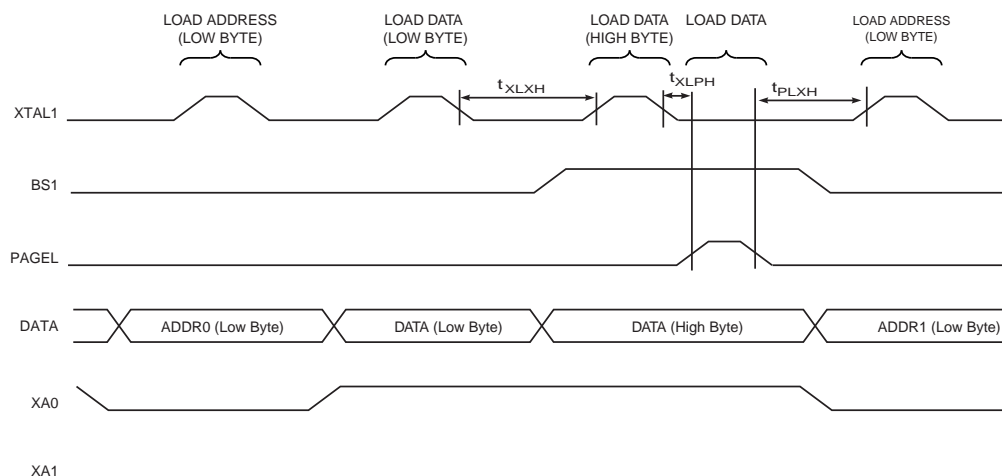 LOAD ADDRESS
(LOW BYTE)
LOAD DATA
(LOW BYTE)
LOAD DATA
(HIGH BYTE)
LOAD DATA
LOAD ADDRESS
(LOW BYTE)
XTAL1
tXLXH
tXLPH
tPLXH
BS1
PAGEL
DATA
ADDR0 (Low Byte)
DATA (Low Byte)
DATA (High Byte)
ADDR1 (Low Byte)
XA0
XA1